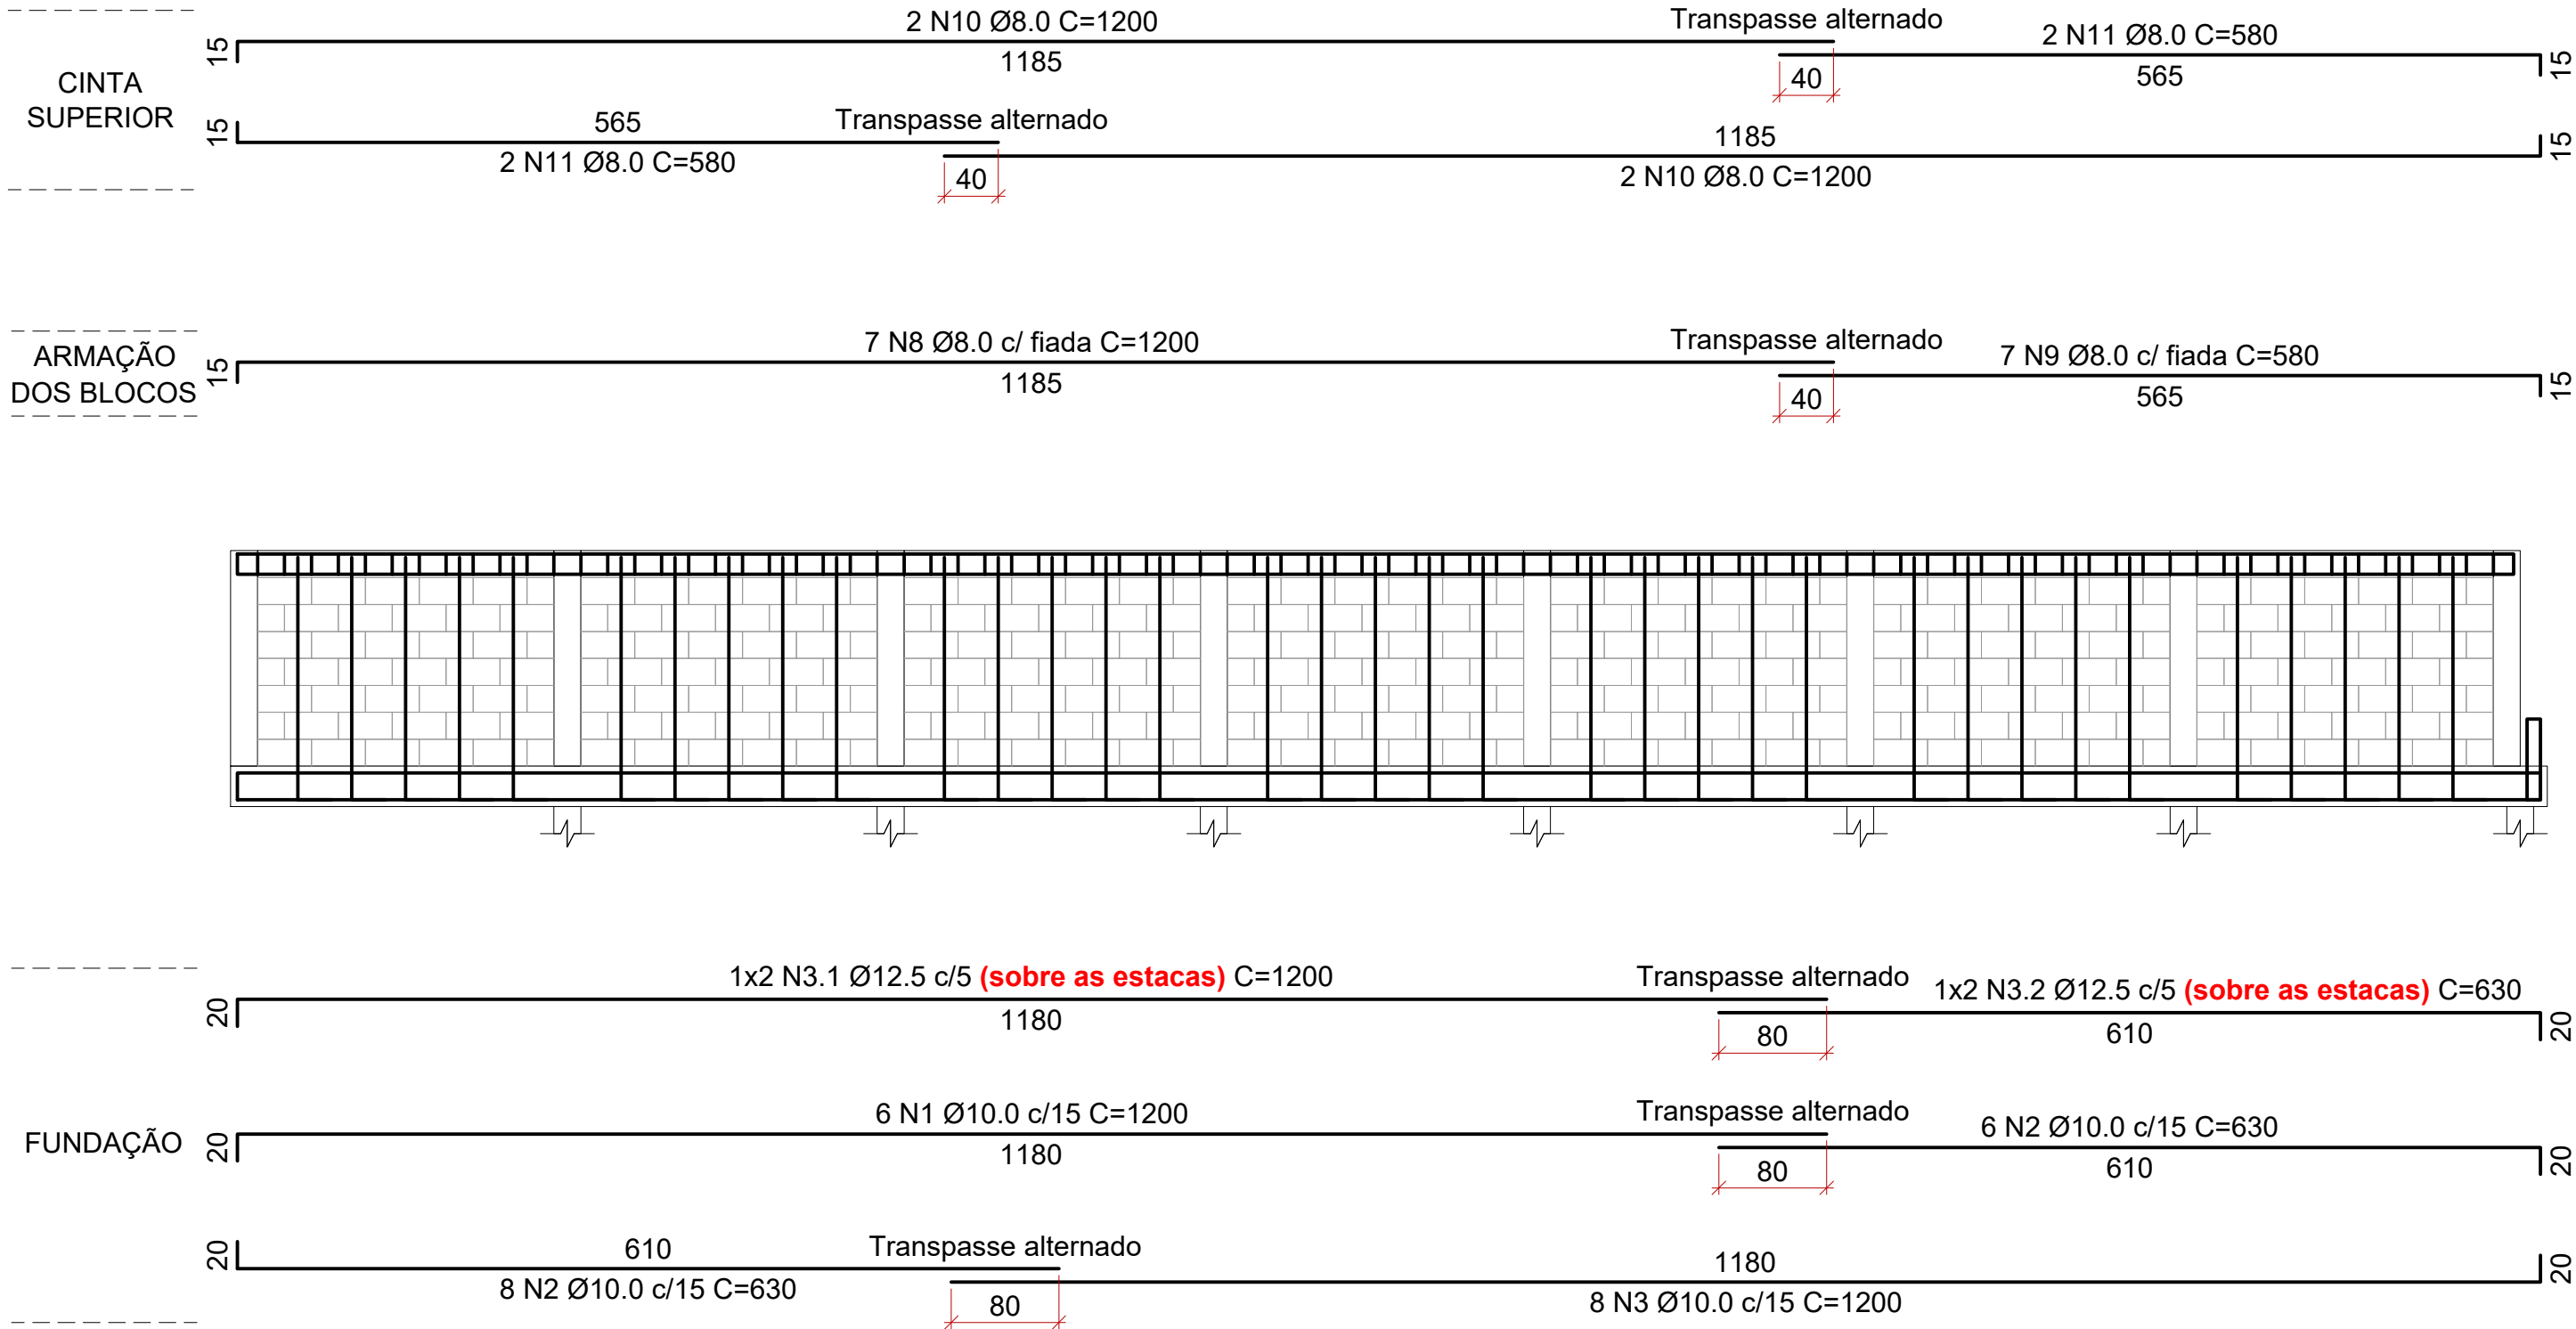 2 N10 Ø8.0 C=1200
Transpasse alternado
2 N11 Ø8.0 C=580
15
1185
40
565
15
CINTA
SUPERIOR
15
565
Transpasse alternado
1185
15
2 N11 Ø8.0 C=580
40
2 N10 Ø8.0 C=1200
ARMAÇÃO
DOS BLOCOS
15
7 N8 Ø8.0 c/ fiada C=1200
Transpasse alternado
7 N9 Ø8.0 c/ fiada C=580
1185
40
565
15
1x2 N3.1 Ø12.5 c/5 (sobre as estacas) C=1200
Transpasse alternado
1x2 N3.2 Ø12.5 c/5 (sobre as estacas) C=630
20
1180
80
610
20
FUNDAÇÃO
20
6 N1 Ø10.0 c/15 C=1200
Transpasse alternado
6 N2 Ø10.0 c/15 C=630
1180
80
610
20
20
610
Transpasse alternado
1180
20
8 N2 Ø10.0 c/15 C=630
80
8 N3 Ø10.0 c/15 C=1200